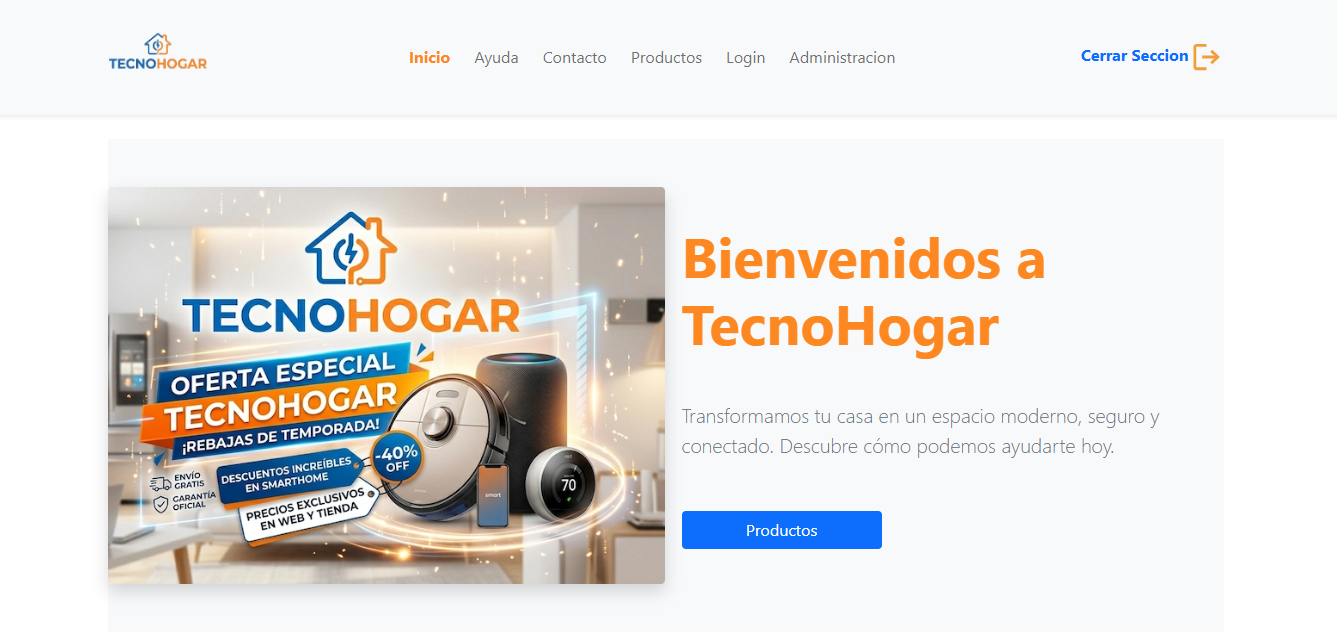 TECNOHOGAR
Inicio
Ayuda
Contacto
Productos
Login
Administracion
Cerrar Seccion
TECNOHOGAR
OFERTA ESPECIAL
TECNOHOGAR
¡REBAJAS DE TEMPORADA!
-40%
OFF
ENVÍO
GRATIS
GARANTÍA
OFICIAL
DESCUENTOS INCREÍBLES
EN SMARTHOME
PRECIOS EXCLUSIVOS
EN WEB Y TIENDA
smart
70
Bienvenidos a
TecnoHogar
Transformamos tu casa en un espacio moderno, seguro y
conectado. Descubre cómo podemos ayudarte hoy.
Productos